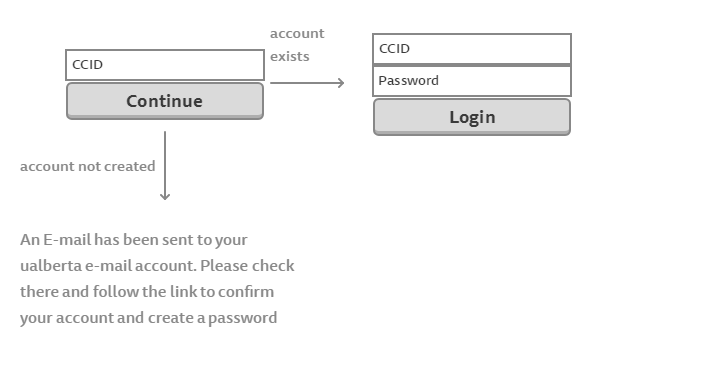 CCID
Continue
account
exists
CCID
Password
Login
account not created
An E-mail has been sent to your
ualberta e-mail account. Please check
there and follow the link to confirm
your account and create a password